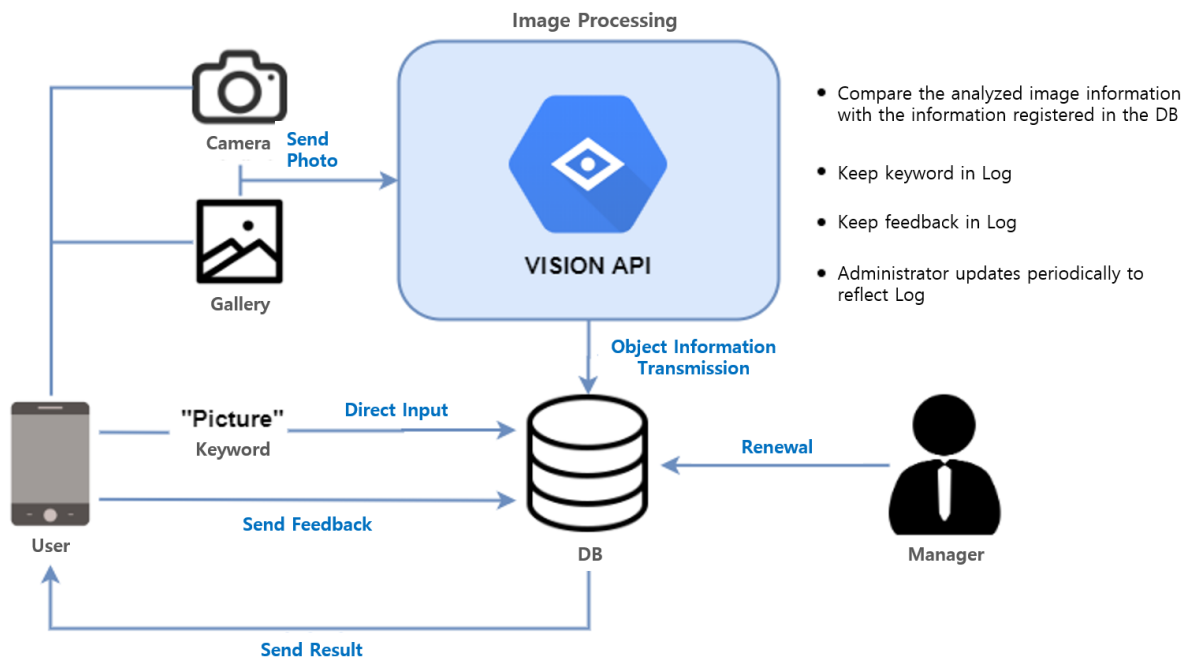 Image Processing
Camera
Send
Photo
Gallery
VISION API
Compare the analyzed image information
with the information registered in the DB
Keep keyword in Log
Keep feedback in Log
Administrator updates periodically to
reflect Log
Object Information
Transmission
"Picture"
Keyword
Direct Input
Send Feedback
User
DB
Renewal
Manager
Send Result